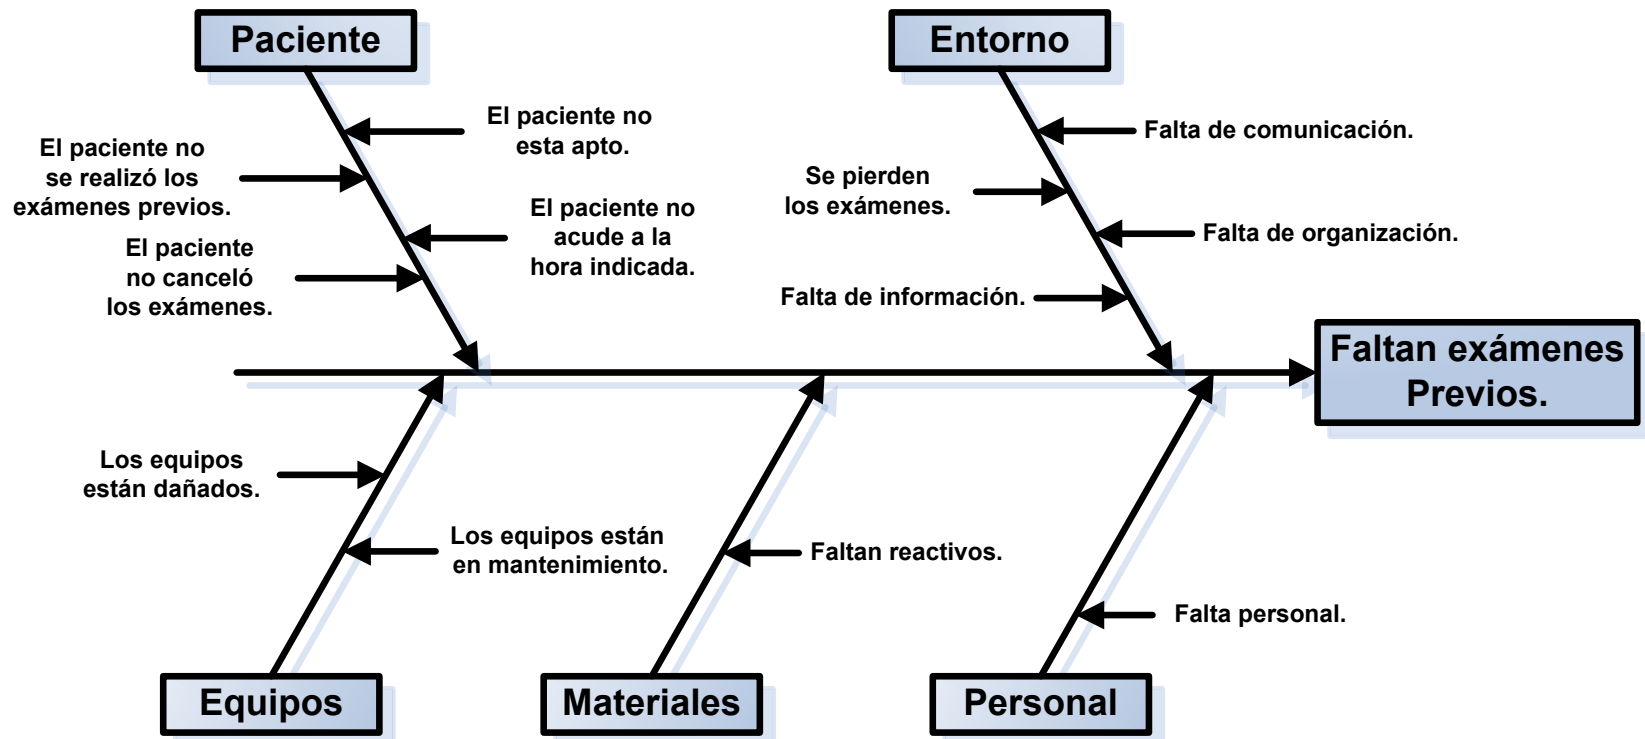 Paciente
Entorno
El paciente no
esta apto.
El paciente no
se realizó los
exámenes previos.
El paciente no
acude a la
hora indicada.
El paciente
no canceló
los exámenes.
Falta de comunicación.
Se pierden
los exámenes.
Falta de organización.
Falta de información.
Faltan exámenes
Previos.
Los equipos
están dañados.
Los equipos están
en mantenimiento.
Faltan reactivos.
Falta personal.
Equipos
Materiales
Personal